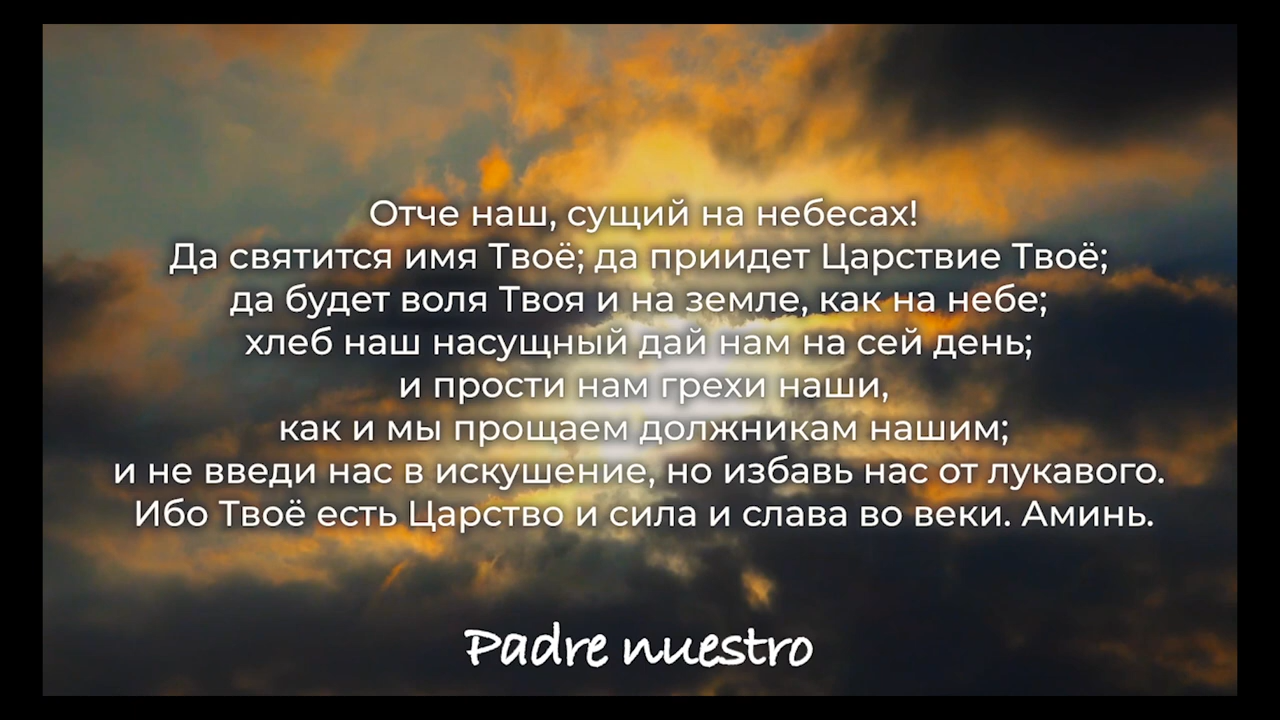 Отче наш, сущий на небесах!
Да святится имя Твоё; да приидет Царствие Твоё;
да будет воля Твоя и на земле, как на небе;
хлеб наш насущный дай нам на сей день;
и прости нам грехи наши,
как и мы прощаем должникам нашим;
и не введи нас в искушение, но избавь нас от лукавого.
Ибо Твоё есть Царство и сила и слава во веки. Аминь.
Padre nuestro